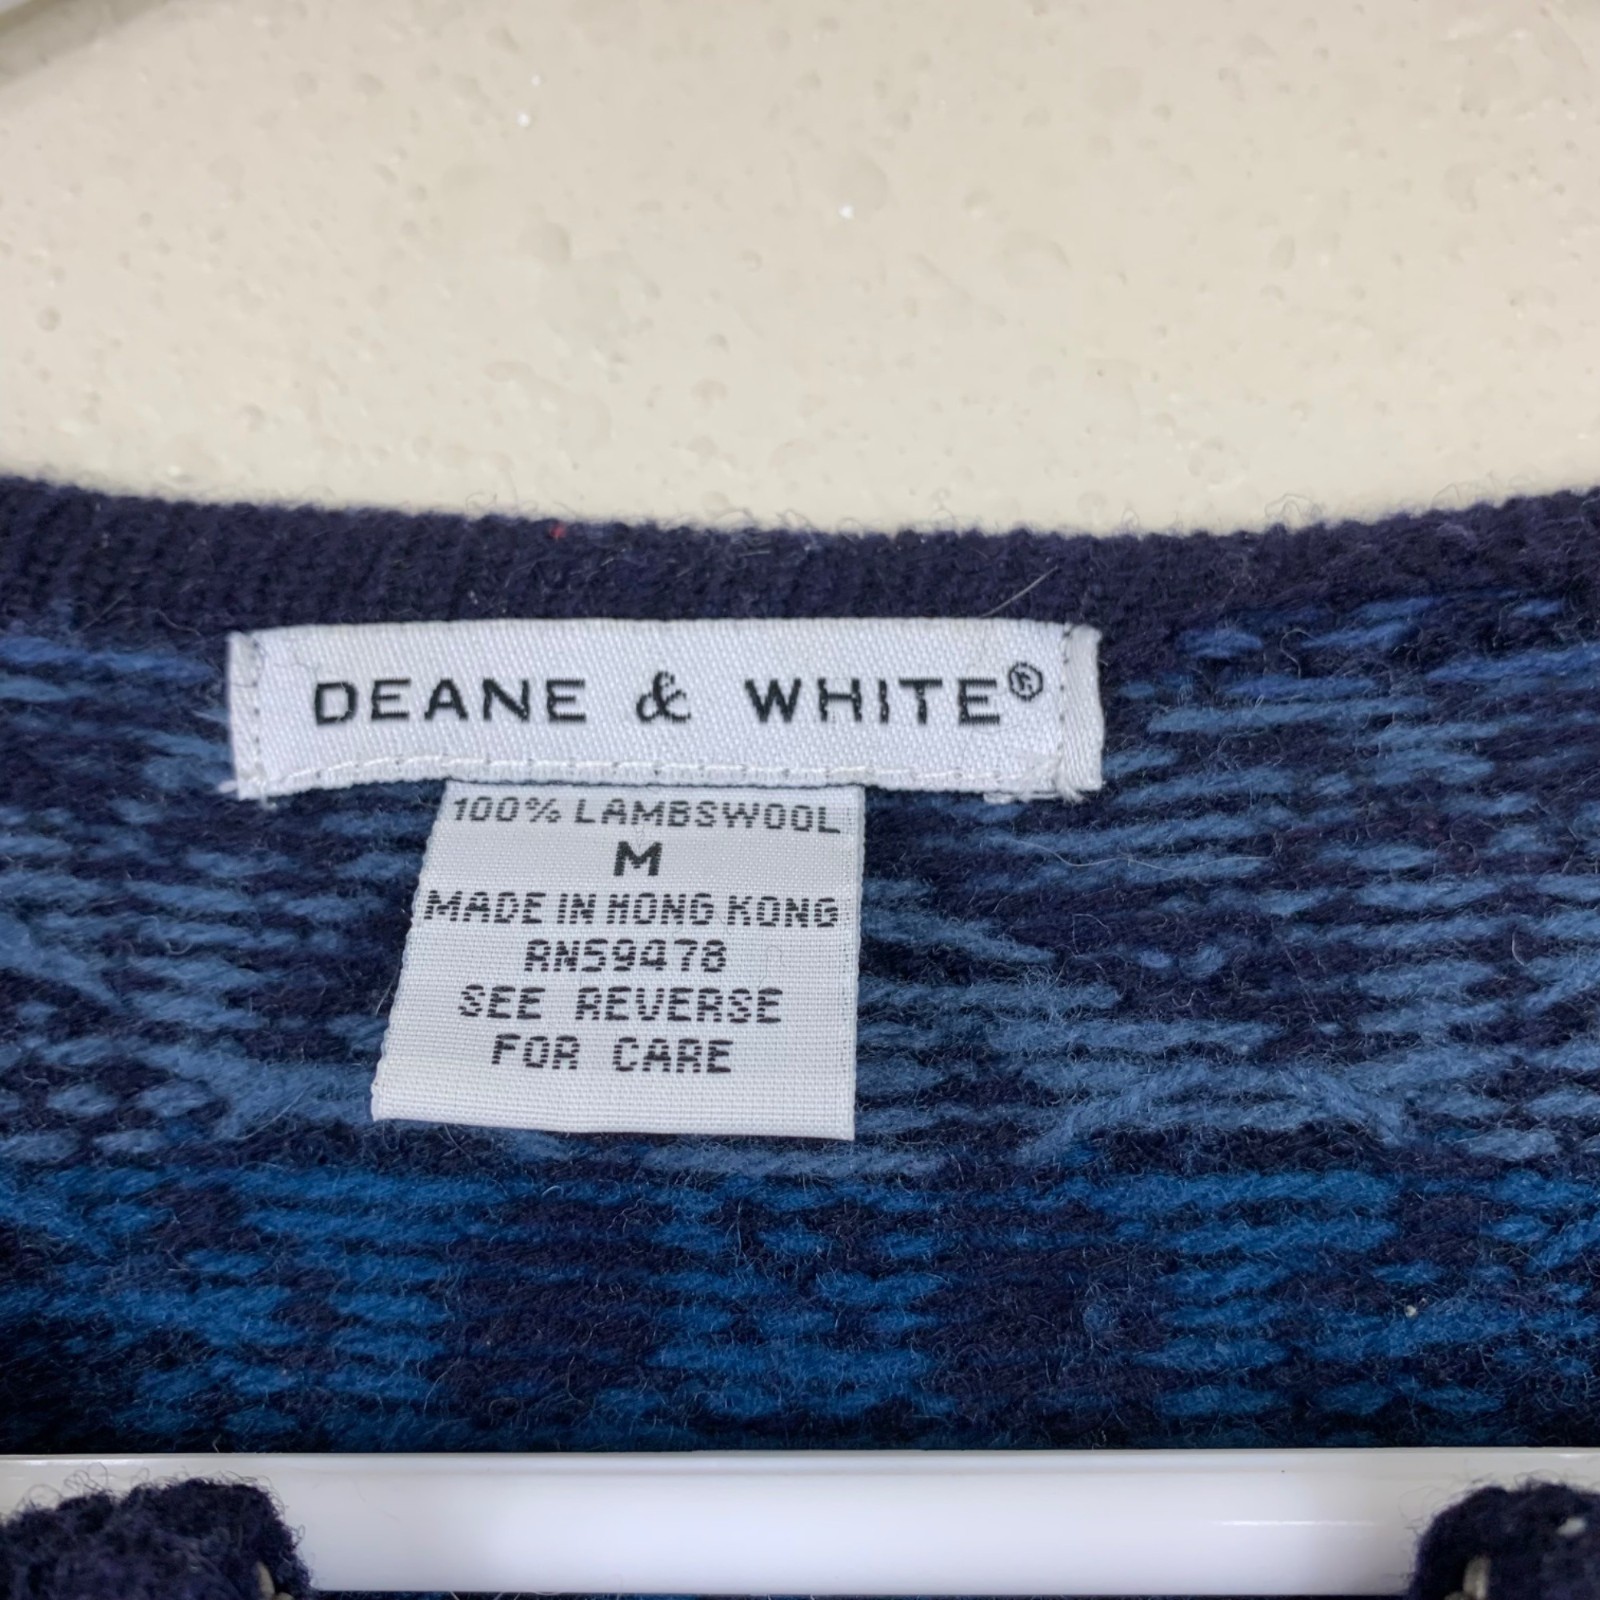 DEANE & WHITE®
100% LAMBSWOOL
M
MADE IN HONG KONG
RN59478
SEE REVERSE
FOR CARE